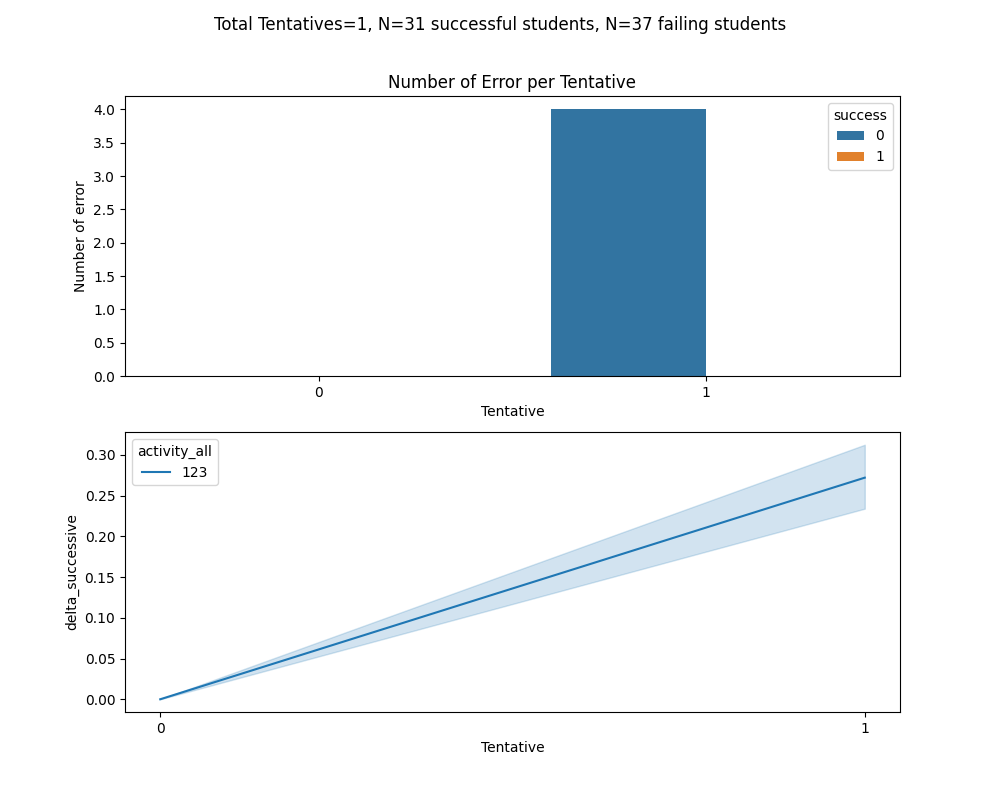 Total Tentatives=1, N=31 successful students, N=37 failing students
Number of Error per Tentative
4.0
3.5
3.0
2.5
2.0
1.5
1.0
0.5
0.0
Number of error
success
0
1
0 1
Tentative
activity_all
123
0.30
0.25
0.20
0.15
0.10
0.05
0.00
delta_successive
0 1
Tentative